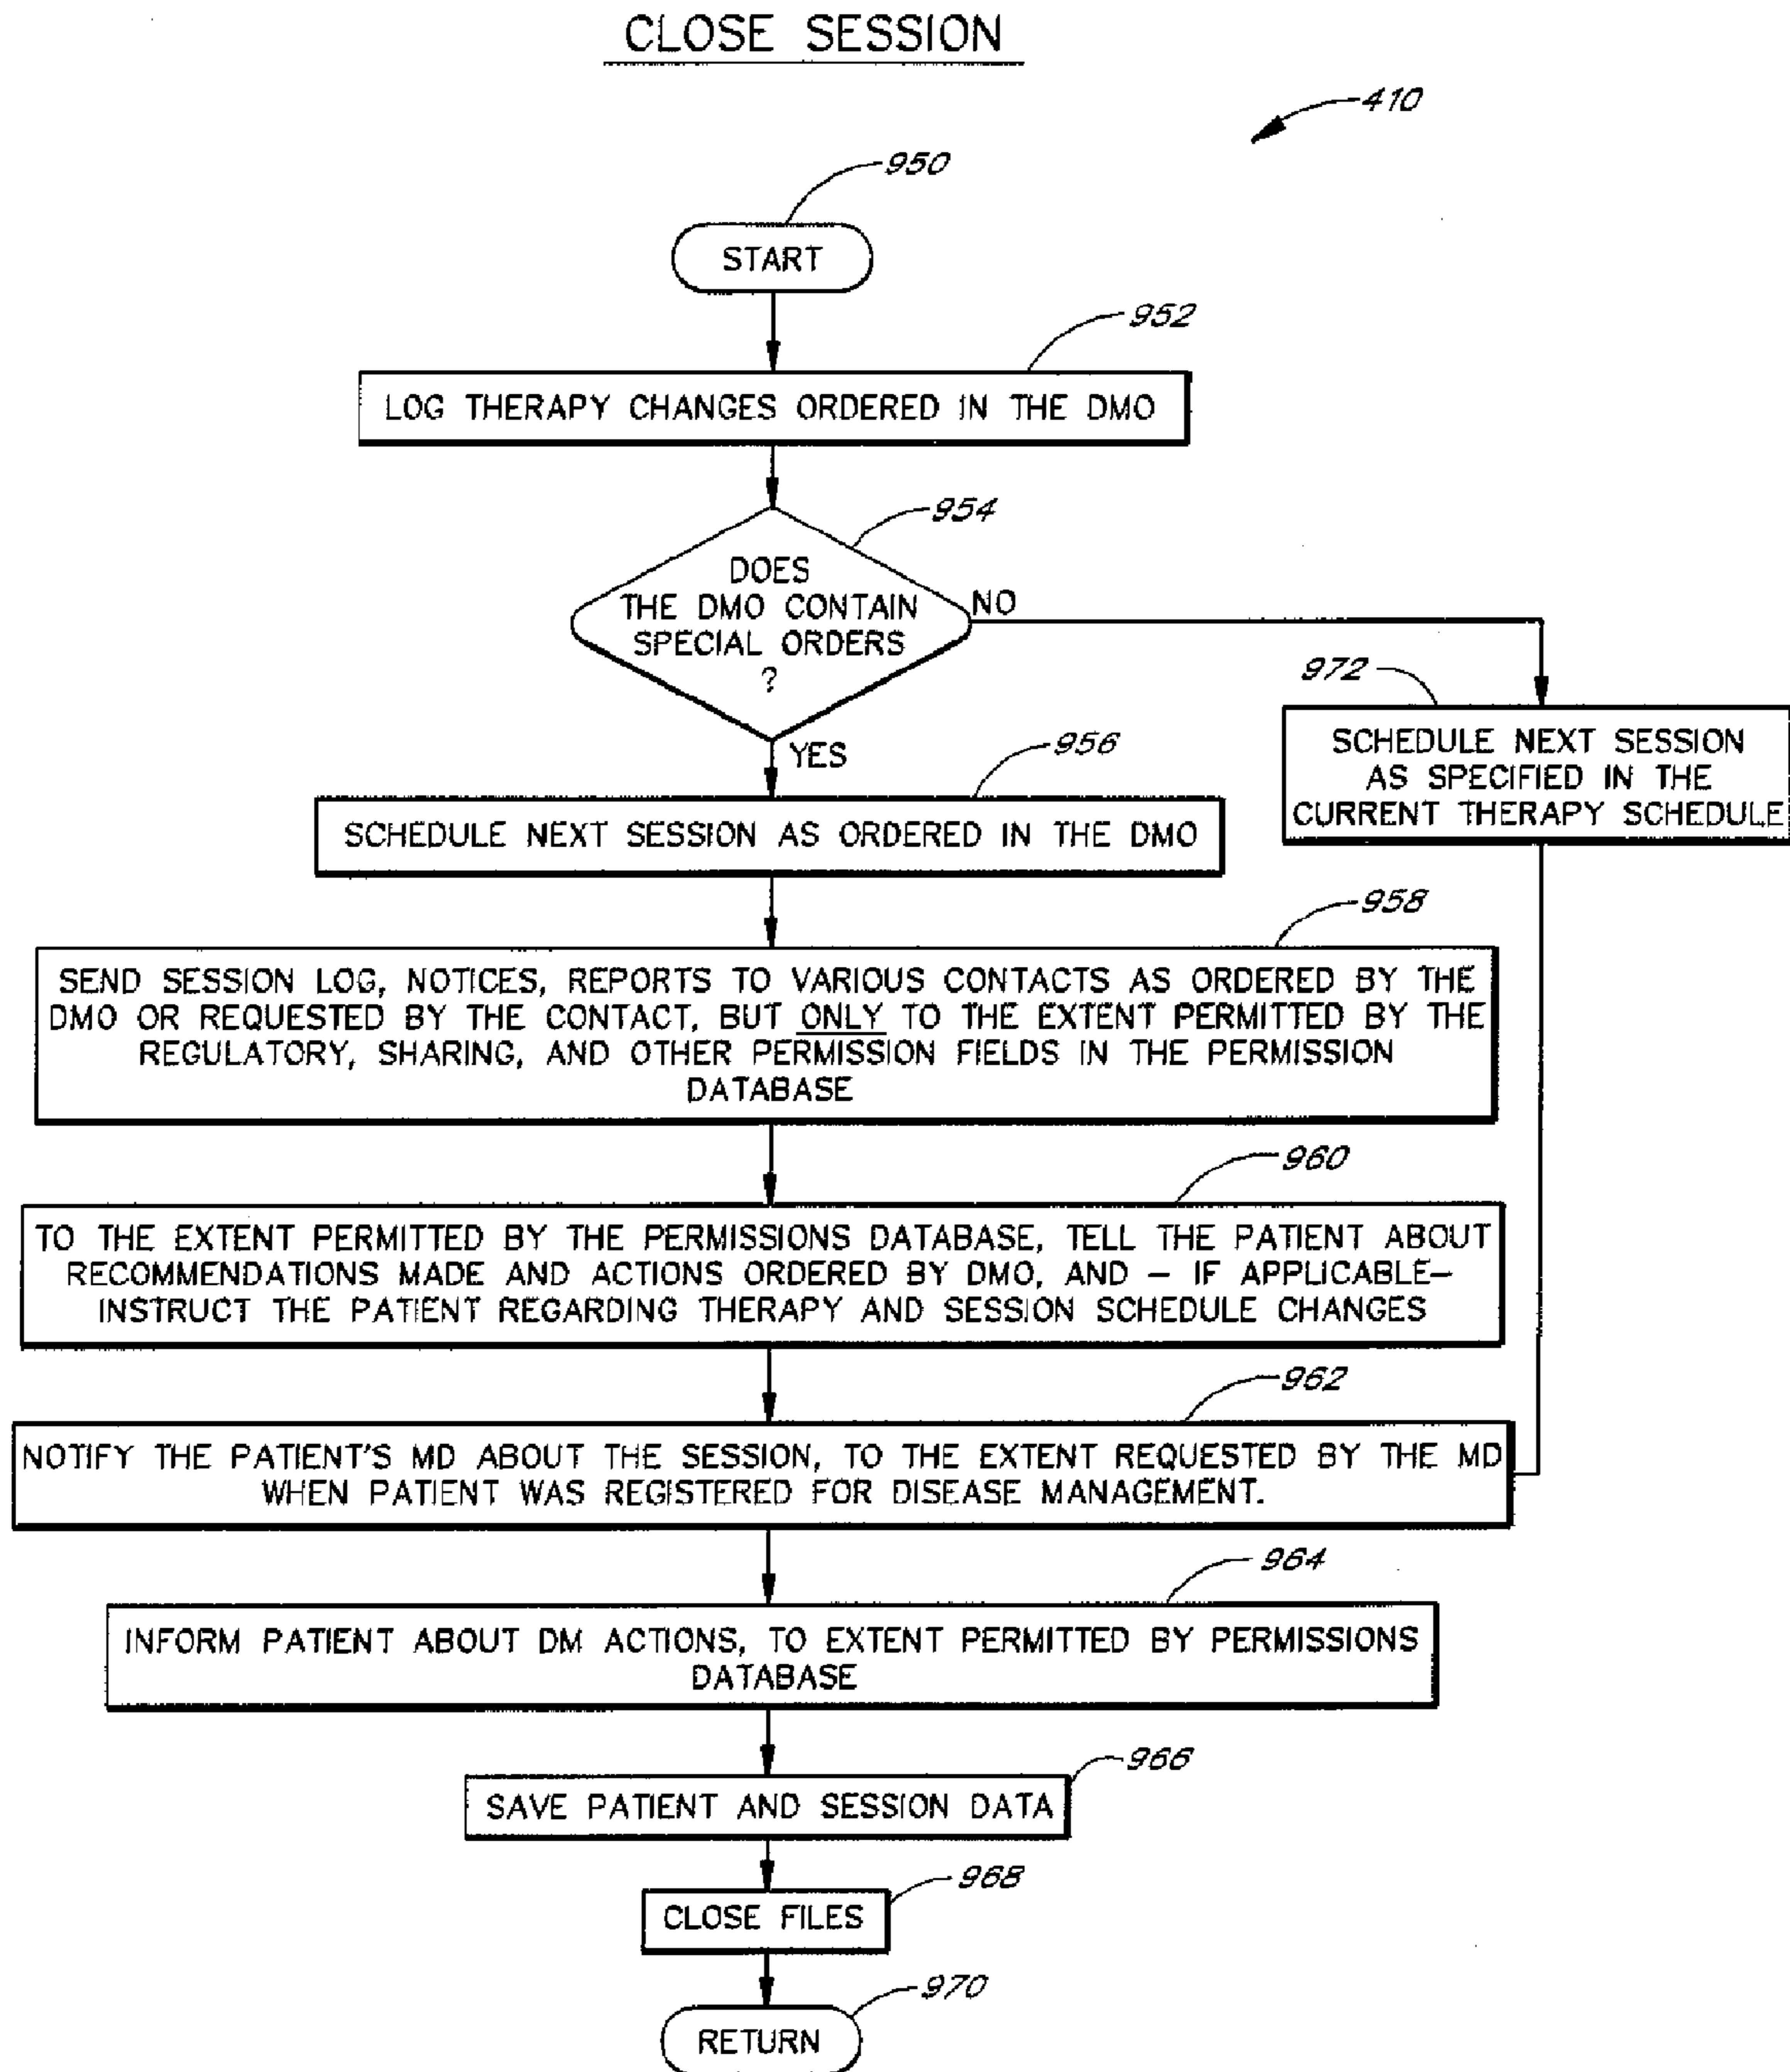 CLOSE SESSION
410
950
START
952
LOG THERAPY CHANGES ORDERED IN THE DMO
954
DOES
THE DMO CONTAIN
SPECIAL ORDERS
?
NO
YES
972
SCHEDULE NEXT SESSION
AS SPECIFIED IN THE
CURRENT THERAPY SCHEDULE
956
SCHEDULE NEXT SESSION AS ORDERED IN THE DMO
958
SEND SESSION LOG, NOTICES, REPORTS TO VARIOUS CONTACTS AS ORDERED BY THE
DMO OR REQUESTED BY THE CONTACT, BUT ONLY TO THE EXTENT PERMITTED BY THE
REGULATORY, SHARING, AND OTHER PERMISSION FIELDS IN THE PERMISSION
DATABASE
960
TO THE EXTENT PERMITTED BY THE PERMISSIONS DATABASE, TELL THE PATIENT ABOUT
RECOMMENDATIONS MADE AND ACTIONS ORDERED BY DMO, AND – IF APPLICABLE–
INSTRUCT THE PATIENT REGARDING THERAPY AND SESSION SCHEDULE CHANGES
962
NOTIFY THE PATIENT'S MD ABOUT THE SESSION, TO THE EXTENT REQUESTED BY THE MD
WHEN PATIENT WAS REGISTERED FOR DISEASE MANAGEMENT.
964
INFORM PATIENT ABOUT DM ACTIONS, TO EXTENT PERMITTED BY PERMISSIONS
DATABASE
966
SAVE PATIENT AND SESSION DATA
968
CLOSE FILES
970
RETURN